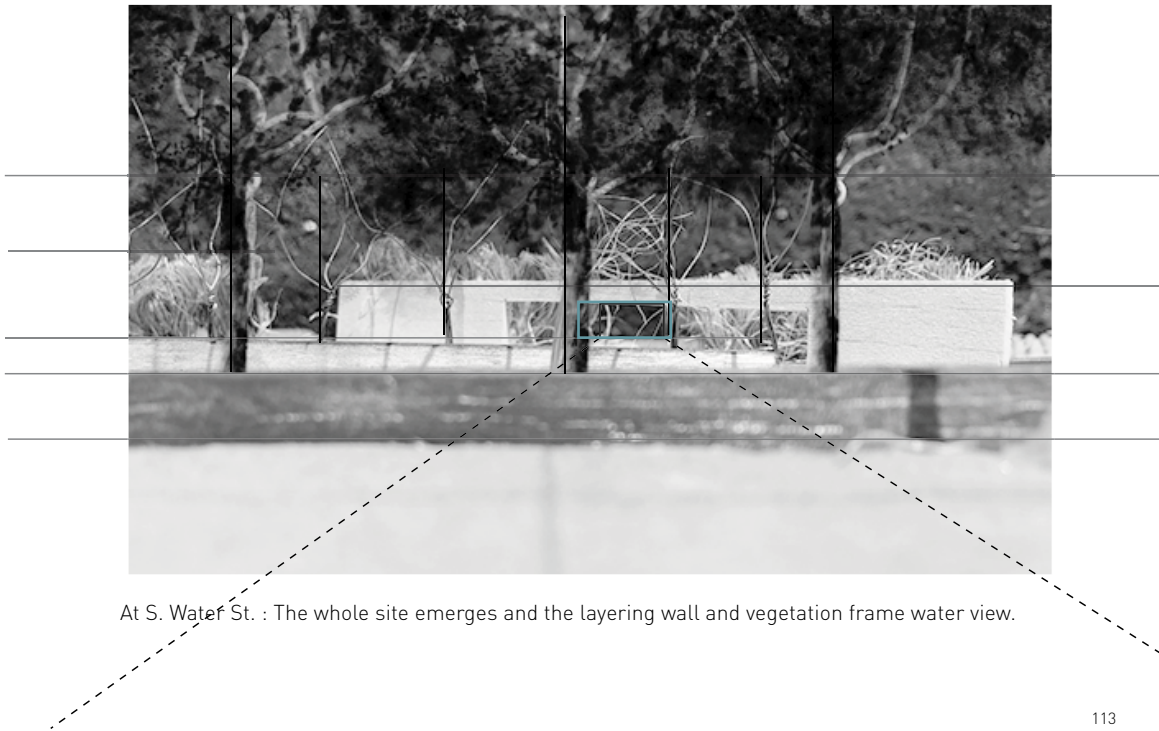 At S. Water St. : The whole site emerges and the layering wall and vegetation frame water view.
113